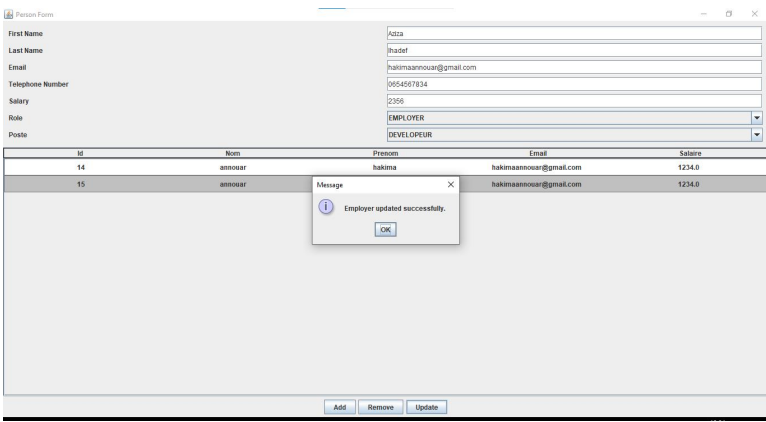 Person Form
First Name Aziza
Last Name lhadef
Email hakimaannouar@gmail.com
Telephone Number 0654567834
Salary 2356
Role EMPLOYER
Poste DEVELOPEUR
Id Nom Prenom Email Salaire
14 annouar hakima hakimaannouar@gmail.com 1234.0
15 annouar hakimaannouar@gmail.com 1234.0
Message
Employer updated successfully.
OK
Add Remove Update